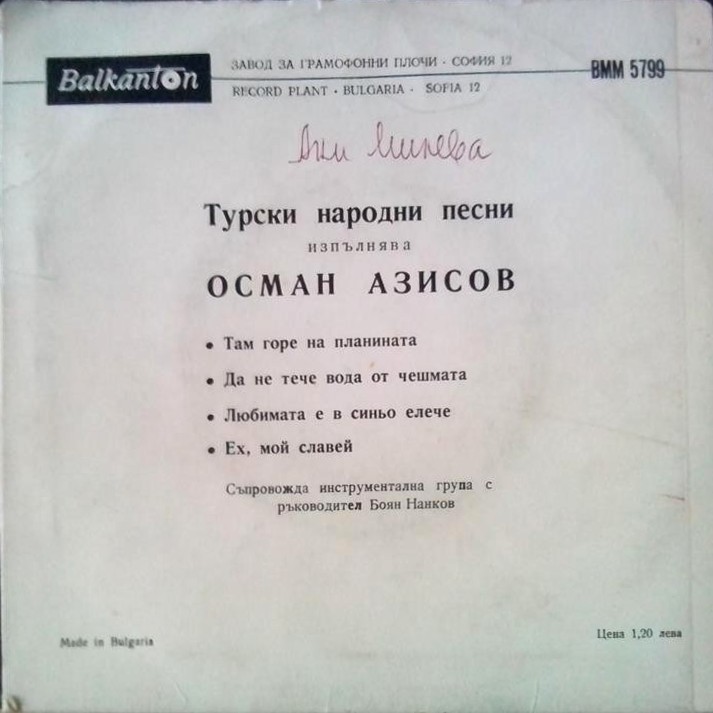 Balkanton
ЗАВОД ЗА ГРАМОФОННИ ПЛОЧИ · СОФИЯ 12
RECORD PLANT · BULGARIA · SOFIA 12
ВММ 5799
Турски народни песни
изпълнява
ОСМАН АЗИСОВ
• Там горе на планината
• Да не тече вода от чешмата
• Любимата е в синьо елече
• Ех, мой славей
Съпровожда инструментална група с
ръководител Боян Нанков
Made in Bulgaria
Цена 1,20 лева